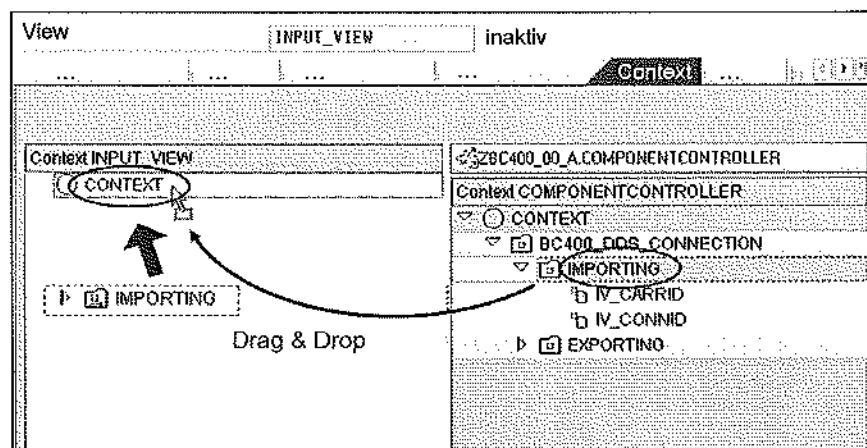 View INPUT_VIEW inaktiv
... ... ... ... Context ...
Context INPUT_VIEW
CONTEXT
IMPORTING
Drag & Drop
ZBC400_00_A.COMPONENTCONTROLLER
Context COMPONENTCONTROLLER
CONTEXT
BC400_DDS_CONNECTION
IMPORTING
IV_CARRID
IV_CONNID
EXPORTING